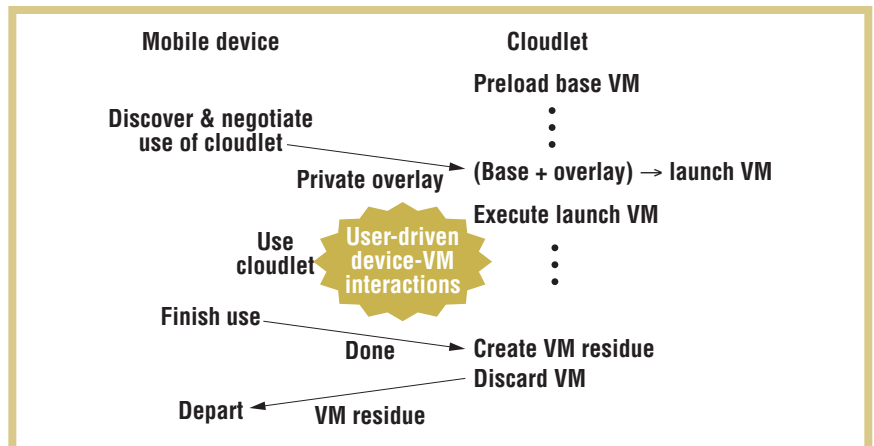 Mobile device
Cloudlet
Preload base VM
Discover & negotiate
use of cloudlet
Private overlay
(Base + overlay) → launch VM
Execute launch VM
Use
cloudlet
User-driven
device-VM
interactions
Finish use
Done
Create VM residue
Discard VM
Depart
VM residue